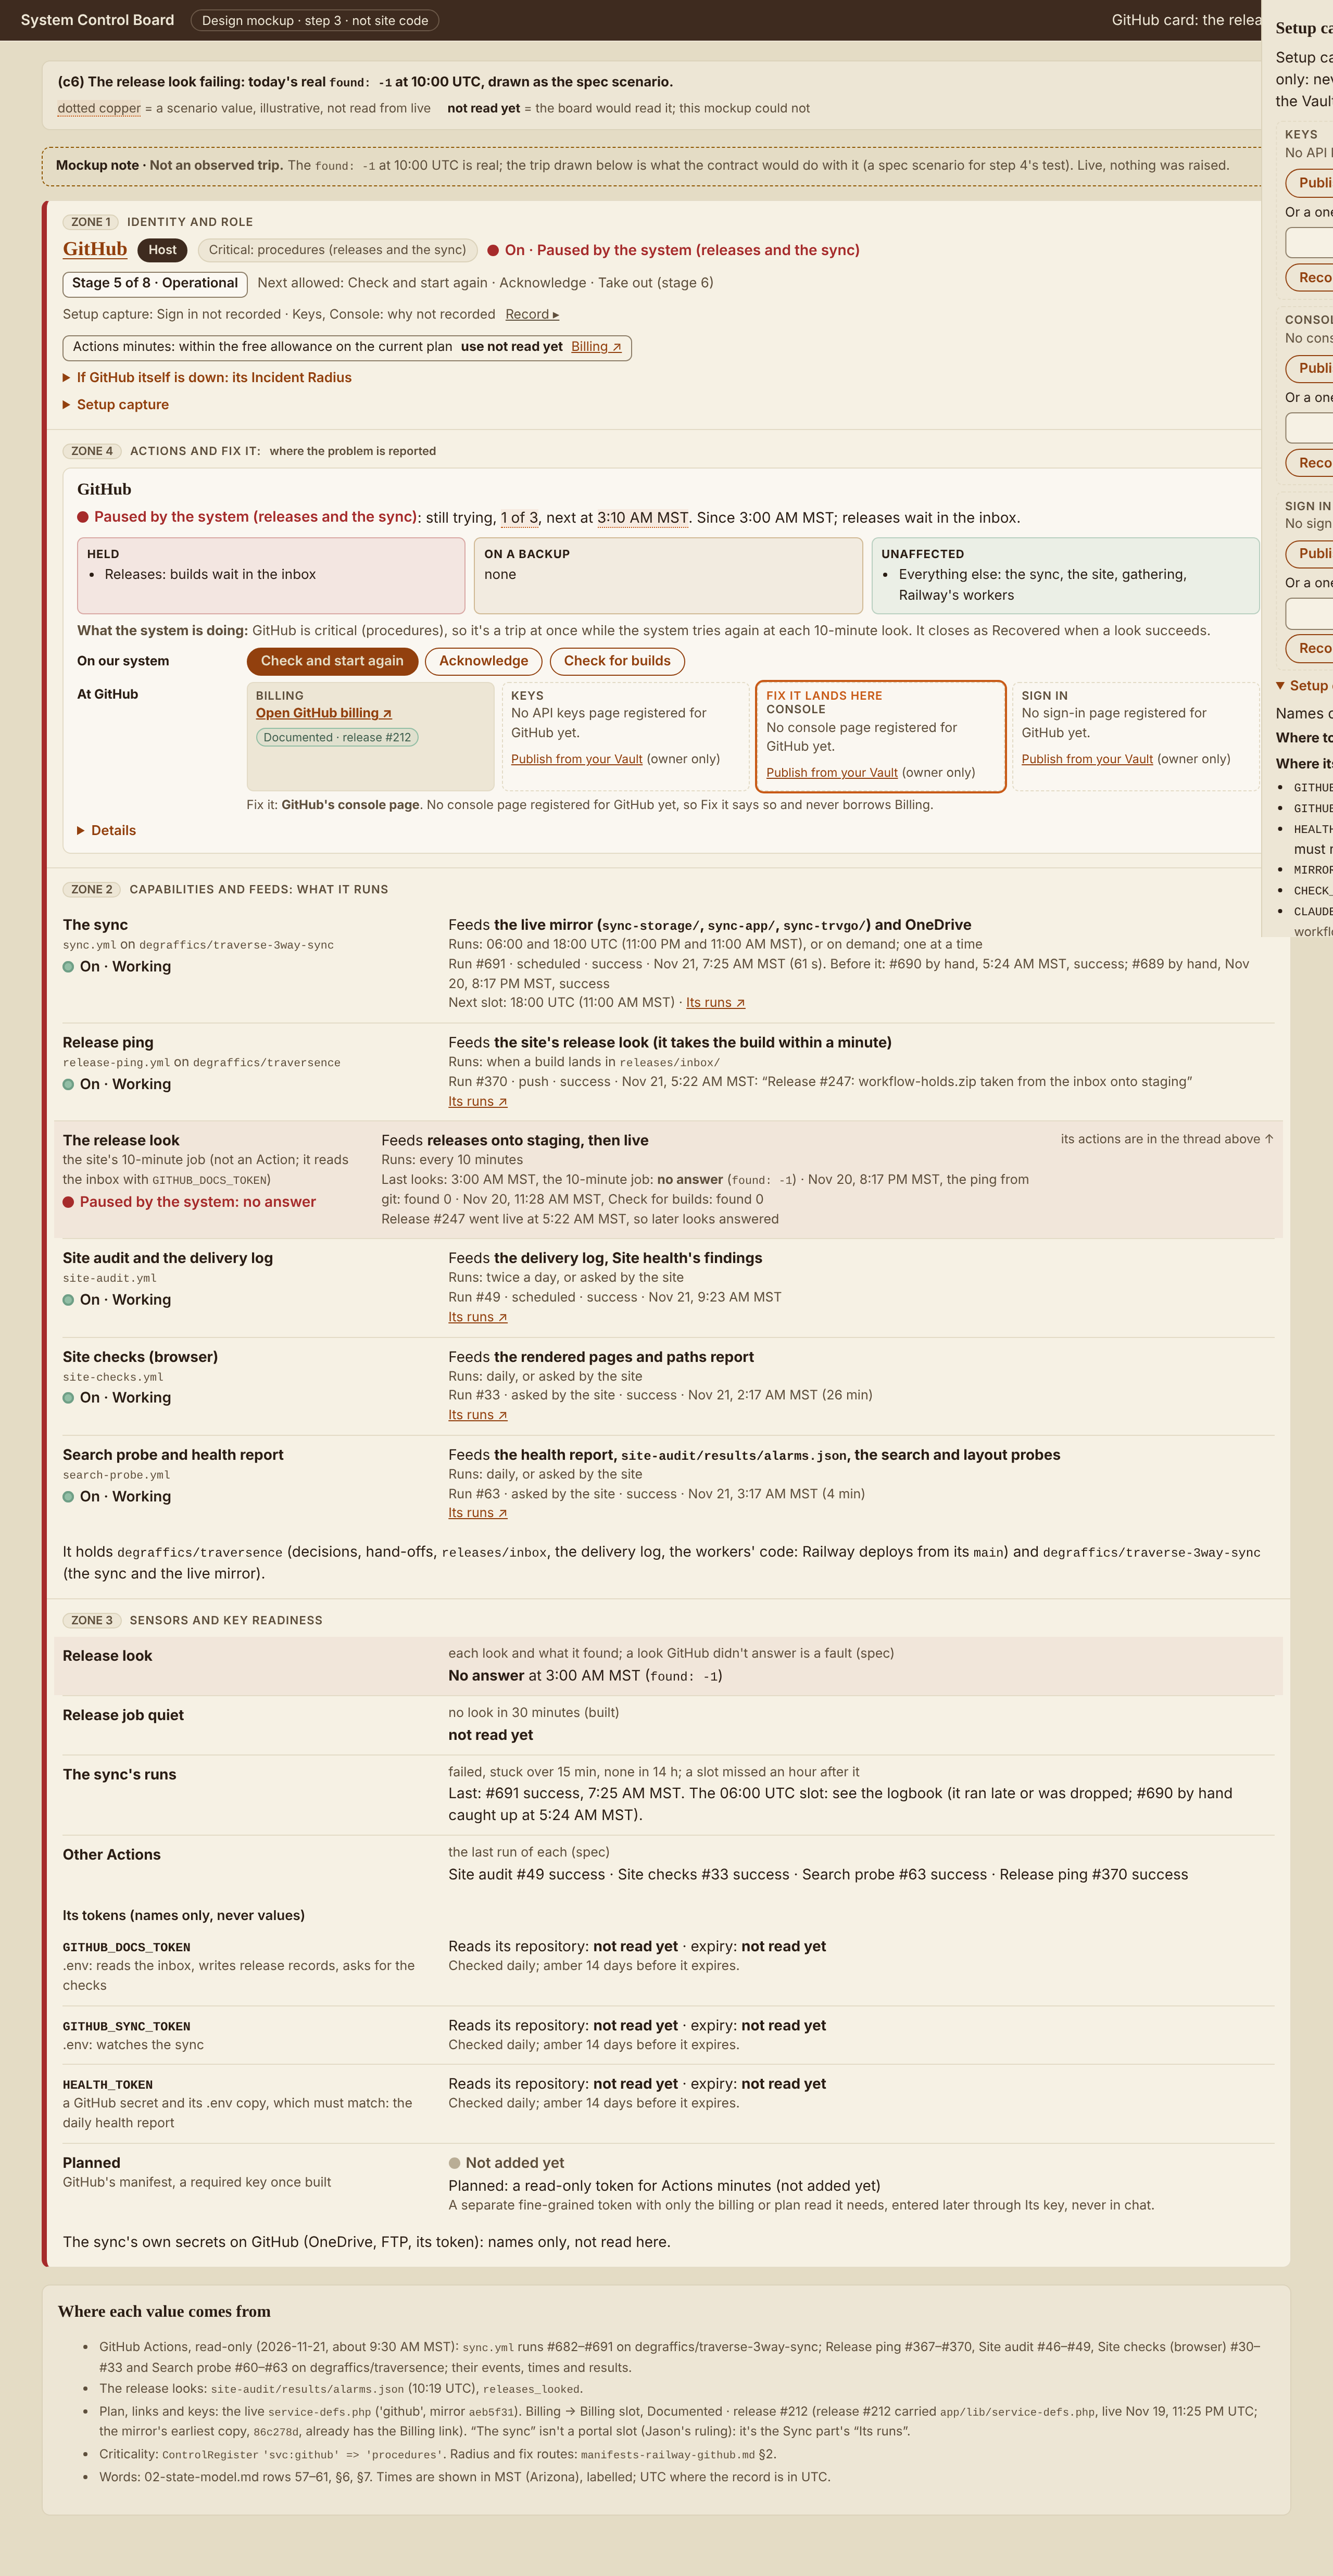 System Control Board
Design mockup · step 3 · not site code
GitHub card: the relea
(c6) The release look failing: today's real found: -1 at 10:00 UTC, drawn as the spec scenario.
dotted copper = a scenario value, illustrative, not read from live not read yet = the board would read it; this mockup could not
Mockup note · Not an observed trip. The found: -1 at 10:00 UTC is real; the trip drawn below is what the contract would do with it (a spec scenario for step 4's test). Live, nothing was raised.
ZONE 1 IDENTITY AND ROLE
GitHub Host Critical: procedures (releases and the sync) On · Paused by the system (releases and the sync)
Stage 5 of 8 · Operational Next allowed: Check and start again · Acknowledge · Take out (stage 6)
Setup capture: Sign in not recorded · Keys, Console: why not recorded Record ▸
Actions minutes: within the free allowance on the current plan use not read yet Billing ↗
▶ If GitHub itself is down: its Incident Radius
▶ Setup capture
ZONE 4 ACTIONS AND FIX IT: where the problem is reported
GitHub
Paused by the system (releases and the sync): still trying, 1 of 3, next at 3:10 AM MST. Since 3:00 AM MST; releases wait in the inbox.
HELD
• Releases: builds wait in the inbox
ON A BACKUP
none
UNAFFECTED
• Everything else: the sync, the site, gathering,
Railway's workers
What the system is doing: GitHub is critical (procedures), so it's a trip at once while the system tries again at each 10-minute look. It closes as Recovered when a look succeeds.
On our system Check and start again Acknowledge Check for builds
At GitHub
BILLING
Open GitHub billing ↗
Documented · release #212
KEYS
No API keys page registered for
GitHub yet.
Publish from your Vault (owner only)
FIX IT LANDS HERE
CONSOLE
No console page registered for
GitHub yet.
Publish from your Vault (owner only)
SIGN IN
No sign-in page registered for
GitHub yet.
Publish from your Vault (owner only)
Fix it: GitHub's console page. No console page registered for GitHub yet, so Fix it says so and never borrows Billing.
▶ Details
ZONE 2 CAPABILITIES AND FEEDS: WHAT IT RUNS
The sync
sync.yml on degraffics/traverse-3way-sync
On · Working
Feeds the live mirror (sync-storage/, sync-app/, sync-trvgo/) and OneDrive
Runs: 06:00 and 18:00 UTC (11:00 PM and 11:00 AM MST), or on demand; one at a time
Run #691 · scheduled · success · Nov 21, 7:25 AM MST (61 s). Before it: #690 by hand, 5:24 AM MST, success; #689 by hand, Nov
20, 8:17 PM MST, success
Next slot: 18:00 UTC (11:00 AM MST) · Its runs ↗
Release ping
release-ping.yml on degraffics/traversence
On · Working
Feeds the site's release look (it takes the build within a minute)
Runs: when a build lands in releases/inbox/
Run #370 · push · success · Nov 21, 5:22 AM MST: “Release #247: workflow-holds.zip taken from the inbox onto staging”
Its runs ↗
The release look
the site's 10-minute job (not an Action; it reads
the inbox with GITHUB_DOCS_TOKEN)
Paused by the system: no answer
Feeds releases onto staging, then live
Runs: every 10 minutes
Last looks: 3:00 AM MST, the 10-minute job: no answer (found: -1) · Nov 20, 8:17 PM MST, the ping from
git: found 0 · Nov 20, 11:28 AM MST, Check for builds: found 0
Release #247 went live at 5:22 AM MST, so later looks answered
its actions are in the thread above ↑
Site audit and the delivery log
site-audit.yml
On · Working
Feeds the delivery log, Site health's findings
Runs: twice a day, or asked by the site
Run #49 · scheduled · success · Nov 21, 9:23 AM MST
Its runs ↗
Site checks (browser)
site-checks.yml
On · Working
Feeds the rendered pages and paths report
Runs: daily, or asked by the site
Run #33 · asked by the site · success · Nov 21, 2:17 AM MST (26 min)
Its runs ↗
Search probe and health report
search-probe.yml
On · Working
Feeds the health report, site-audit/results/alarms.json, the search and layout probes
Runs: daily, or asked by the site
Run #63 · asked by the site · success · Nov 21, 3:17 AM MST (4 min)
Its runs ↗
It holds degraffics/traversence (decisions, hand-offs, releases/inbox, the delivery log, the workers' code: Railway deploys from its main) and degraffics/traverse-3way-sync
(the sync and the live mirror).
ZONE 3 SENSORS AND KEY READINESS
Release look
each look and what it found; a look GitHub didn't answer is a fault (spec)
No answer at 3:00 AM MST (found: -1)
Release job quiet
no look in 30 minutes (built)
not read yet
The sync's runs
failed, stuck over 15 min, none in 14 h; a slot missed an hour after it
Last: #691 success, 7:25 AM MST. The 06:00 UTC slot: see the logbook (it ran late or was dropped; #690 by hand
caught up at 5:24 AM MST).
Other Actions
the last run of each (spec)
Site audit #49 success · Site checks #33 success · Search probe #63 success · Release ping #370 success
Its tokens (names only, never values)
GITHUB_DOCS_TOKEN
.env: reads the inbox, writes release records, asks for the
checks
Reads its repository: not read yet · expiry: not read yet
Checked daily; amber 14 days before it expires.
GITHUB_SYNC_TOKEN
.env: watches the sync
Reads its repository: not read yet · expiry: not read yet
Checked daily; amber 14 days before it expires.
HEALTH_TOKEN
a GitHub secret and its .env copy, which must match: the
daily health report
Reads its repository: not read yet · expiry: not read yet
Checked daily; amber 14 days before it expires.
Planned
GitHub's manifest, a required key once built
Not added yet
Planned: a read-only token for Actions minutes (not added yet)
A separate fine-grained token with only the billing or plan read it needs, entered later through Its key, never in chat.
The sync's own secrets on GitHub (OneDrive, FTP, its token): names only, not read here.
Where each value comes from
• GitHub Actions, read-only (2026-11-21, about 9:30 AM MST): sync.yml runs #682–#691 on degraffics/traverse-3way-sync; Release ping #367–#370, Site audit #46–#49, Site checks (browser) #30–
#33 and Search probe #60–#63 on degraffics/traversence; their events, times and results.
• The release looks: site-audit/results/alarms.json (10:19 UTC), releases_looked.
• Plan, links and keys: the live service-defs.php ('github', mirror aeb5f31). Billing → Billing slot, Documented · release #212 (release #212 carried app/lib/service-defs.php, live Nov 19, 11:25 PM UTC;
the mirror's earliest copy, 86c278d, already has the Billing link). “The sync” isn't a portal slot (Jason's ruling): it's the Sync part's “Its runs”.
• Criticality: ControlRegister 'svc:github' => 'procedures'. Radius and fix routes: manifests-railway-github.md §2.
• Words: 02-state-model.md rows 57–61, §6, §7. Times are shown in MST (Arizona), labelled; UTC where the record is in UTC.
Setup ca
Setup ca
only: nev
the Vaul
KEYS
No API
Publi
Or a one
Reco
CONSOL
No cons
Publi
Or a one
Reco
SIGN IN
No sign
Publi
Or a one
Reco
▼ Setup
Names o
Where to
Where its
• GITHUB
• GITHUB
• HEALTH
must r
• MIRROR
• CHECK_
• CLAUDE
workfl